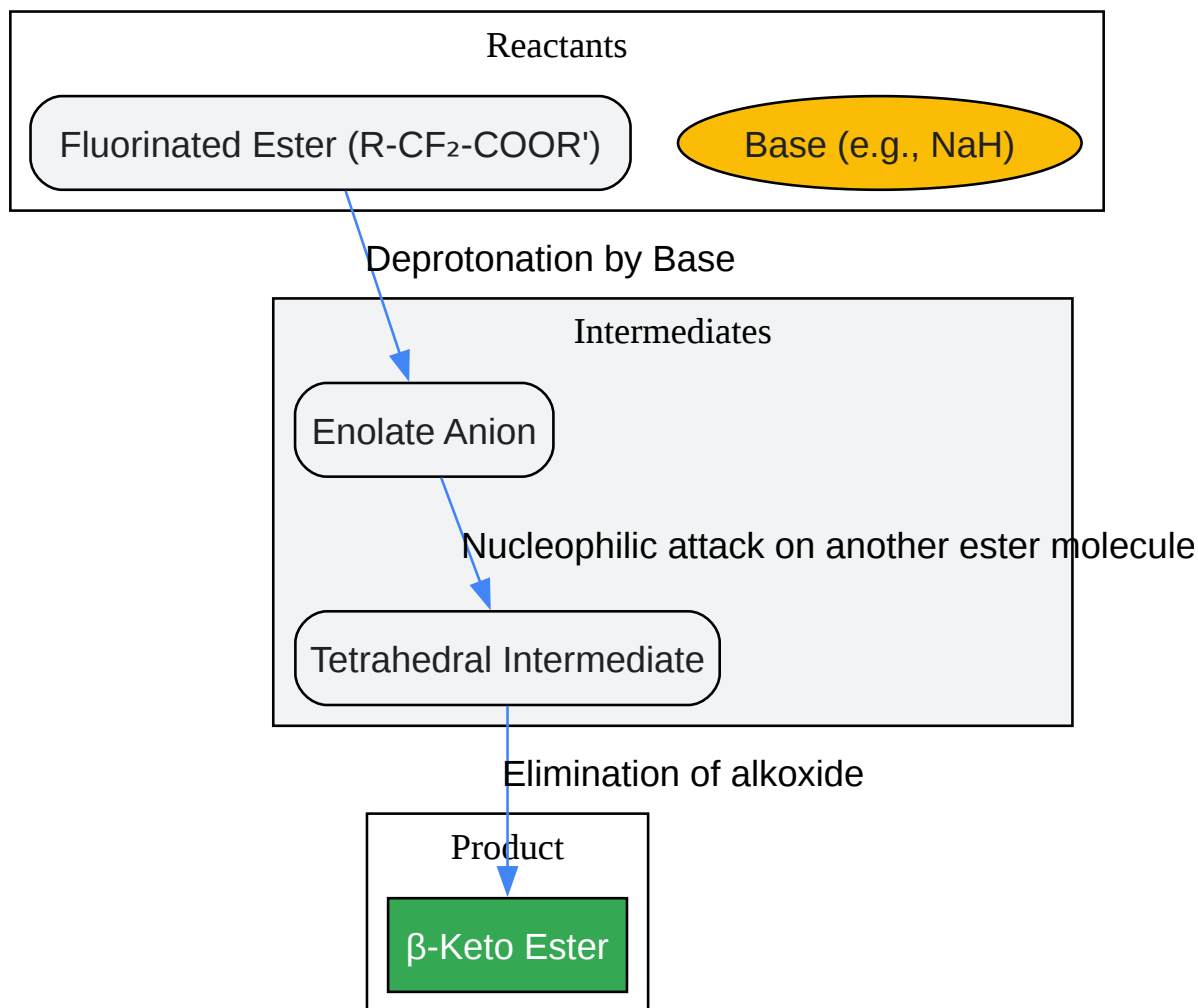 Reactants
Fluorinated Ester (R-CF₂-COOR')
Base (e.g., NaH)
Deprotonation by Base
Intermediates
Enolate Anion
Nucleophilic attack on another ester molecule
Tetrahedral Intermediate
Elimination of alkoxide
Product
β-Keto Ester